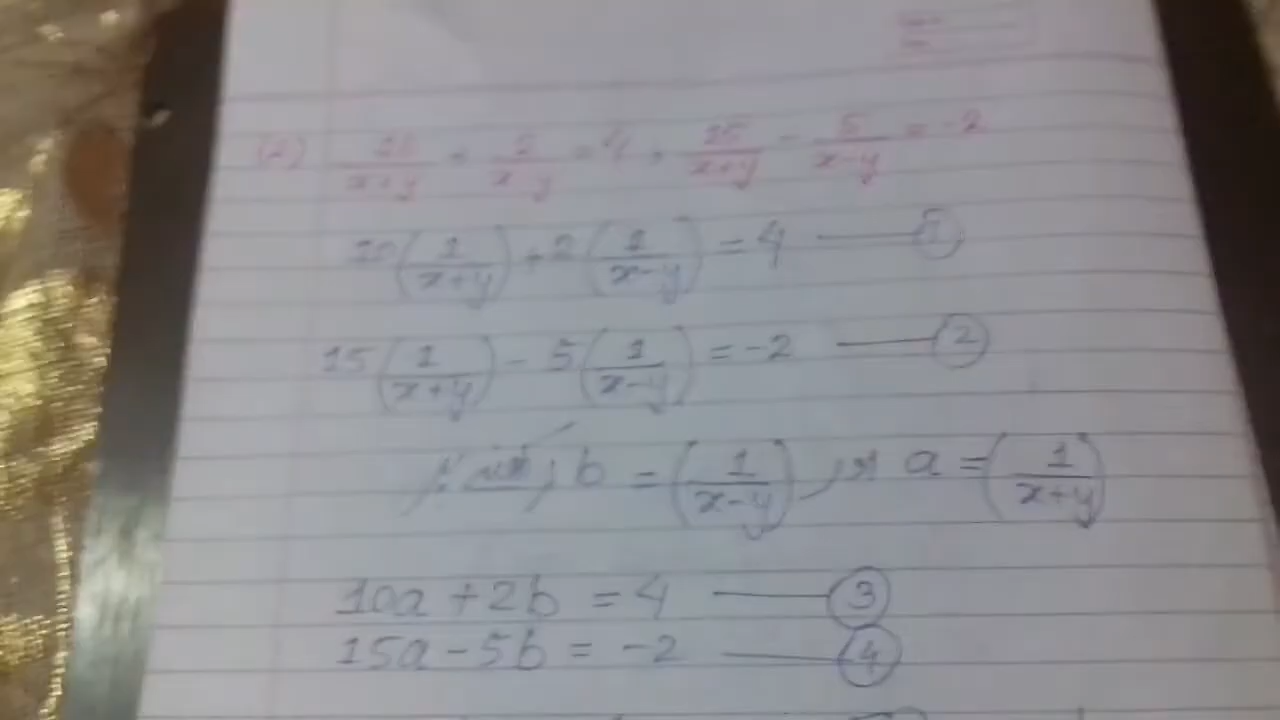 (2) 10/(x+y) + 2/(x-y) = 4, 15/(x+y) - 5/(x-y) = -2
10(1/(x+y)) + 2(1/(x-y)) = 4 —— ①
15(1/(x+y)) - 5(1/(x-y)) = -2 —— ②
b = (1/(x-y)) a = (1/(x+y))
10a + 2b = 4 —— ③
15a - 5b = -2 —— ④